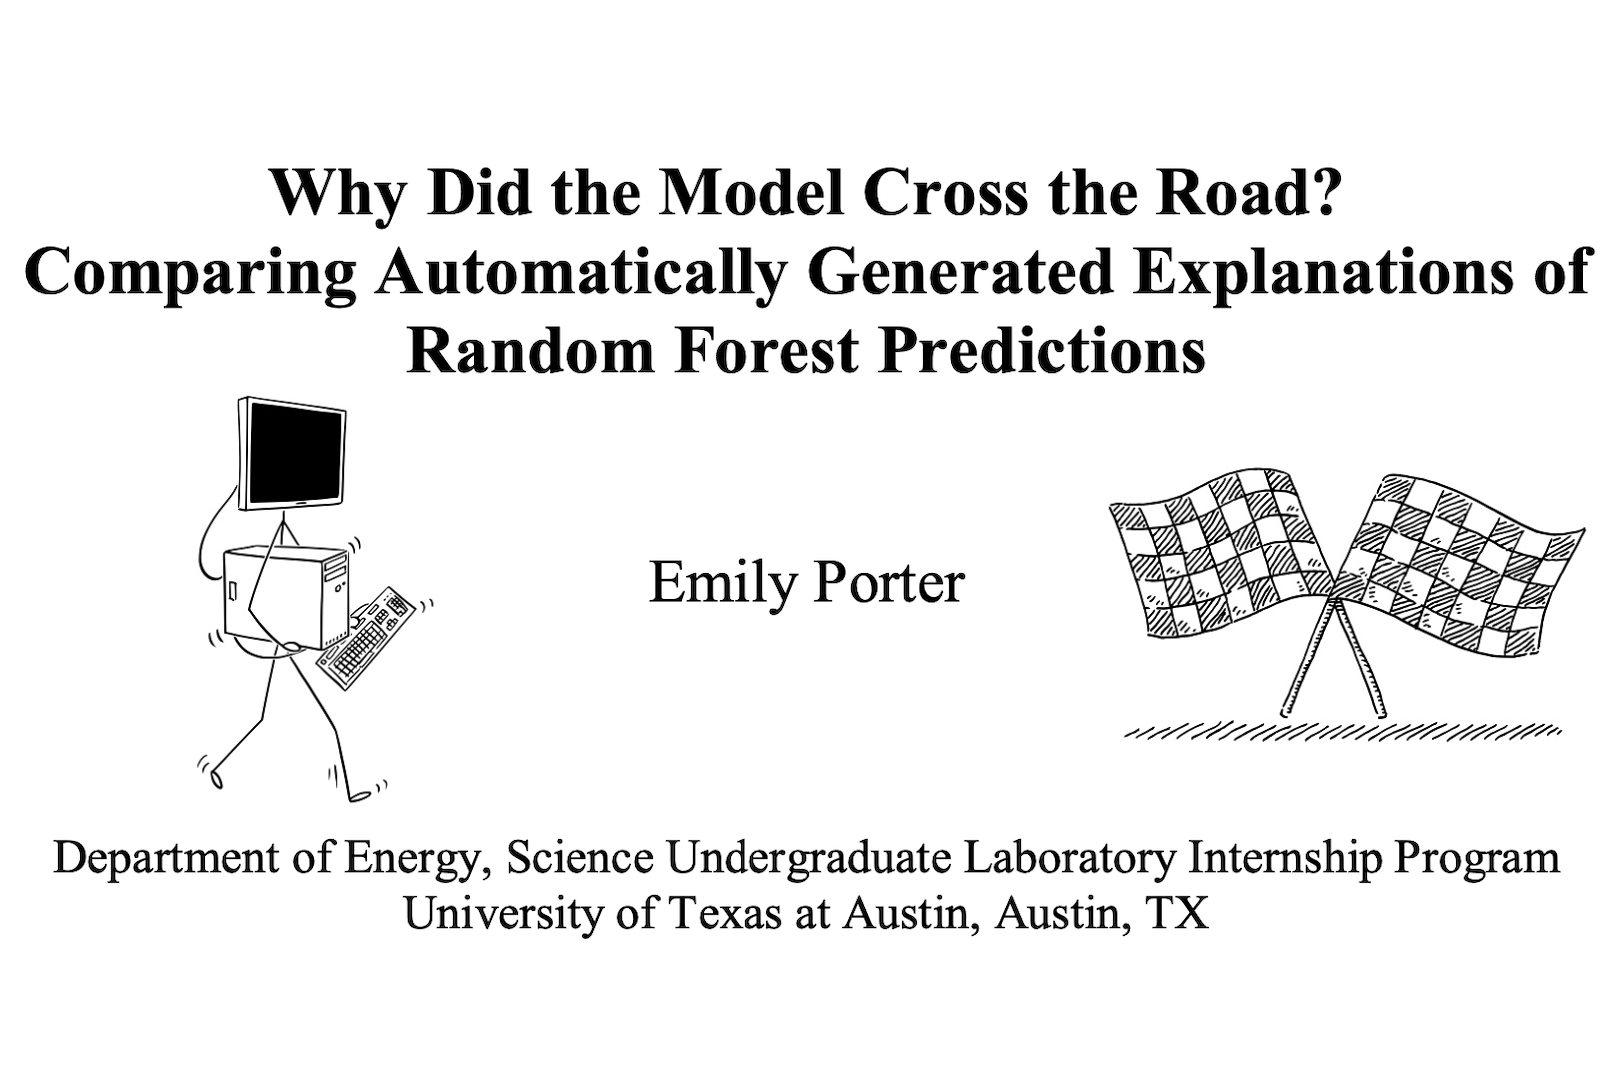 Why Did the Model Cross the Road?
Comparing Automatically Generated Explanations of
Random Forest Predictions
Emily Porter
Department of Energy, Science Undergraduate Laboratory Internship Program
University of Texas at Austin, Austin, TX